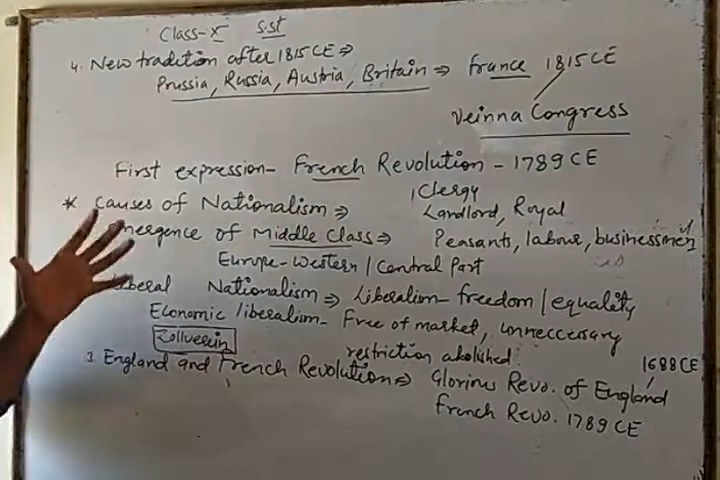 Class-X S.St
4. New tradition after 1815 CE ⇒
Prussia, Russia, Austria, Britain ⇒ france 1815 CE
Veinna Congress
First expression - French Revolution - 1789 CE
* Causes of Nationalism ⇒ Clergy
Landlord, Royal
mergence of Middle Class ⇒ Peasants, labour, businessmen
Europe - Western / Central Part
Liberal Nationalism ⇒ Liberalism - freedom / equality
Economic liberalism - Free of market, unneccessary
Zollverein restriction abolished
3. England and French Revolution ⇒ Glorius Revo. of England 1688 CE
french Revo. 1789 CE